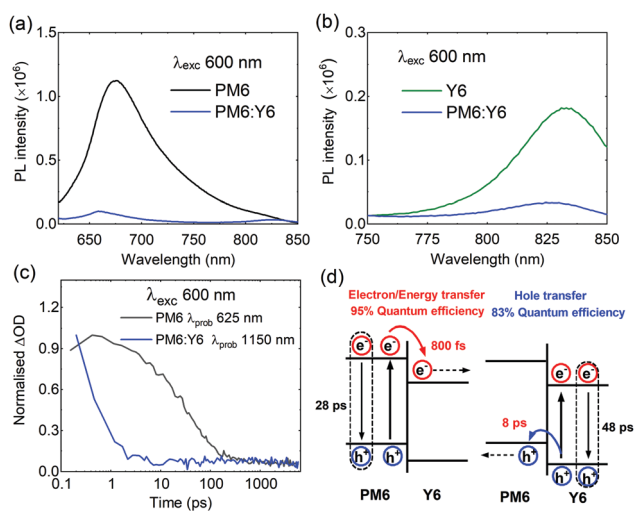 (a)
λexc 600 nm
PM6
PM6:Y6
PL intensity (×10⁶)
1.5
1.2
0.9
0.6
0.3
0.0
650 700 750 800 850
Wavelength (nm)
(b)
λexc 600 nm
Y6
PM6:Y6
PL intensity (×10⁶)
0.3
0.2
0.1
0.0
750 775 800 825 850
Wavelength (nm)
(c)
λexc 600 nm
PM6 λprob 625 nm
PM6:Y6 λprob 1150 nm
Normalised ΔOD
1.2
0.9
0.6
0.3
0.0
0.1 1 10 100 1000
Time (ps)
(d)
Electron/Energy transfer
95% Quantum efficiency
e⁻ e⁻
800 fs
e⁻
28 ps
h⁺ h⁺
PM6 Y6
Hole transfer
83% Quantum efficiency
e⁻ e⁻
8 ps
48 ps
h⁺
h⁺ h⁺
PM6 Y6